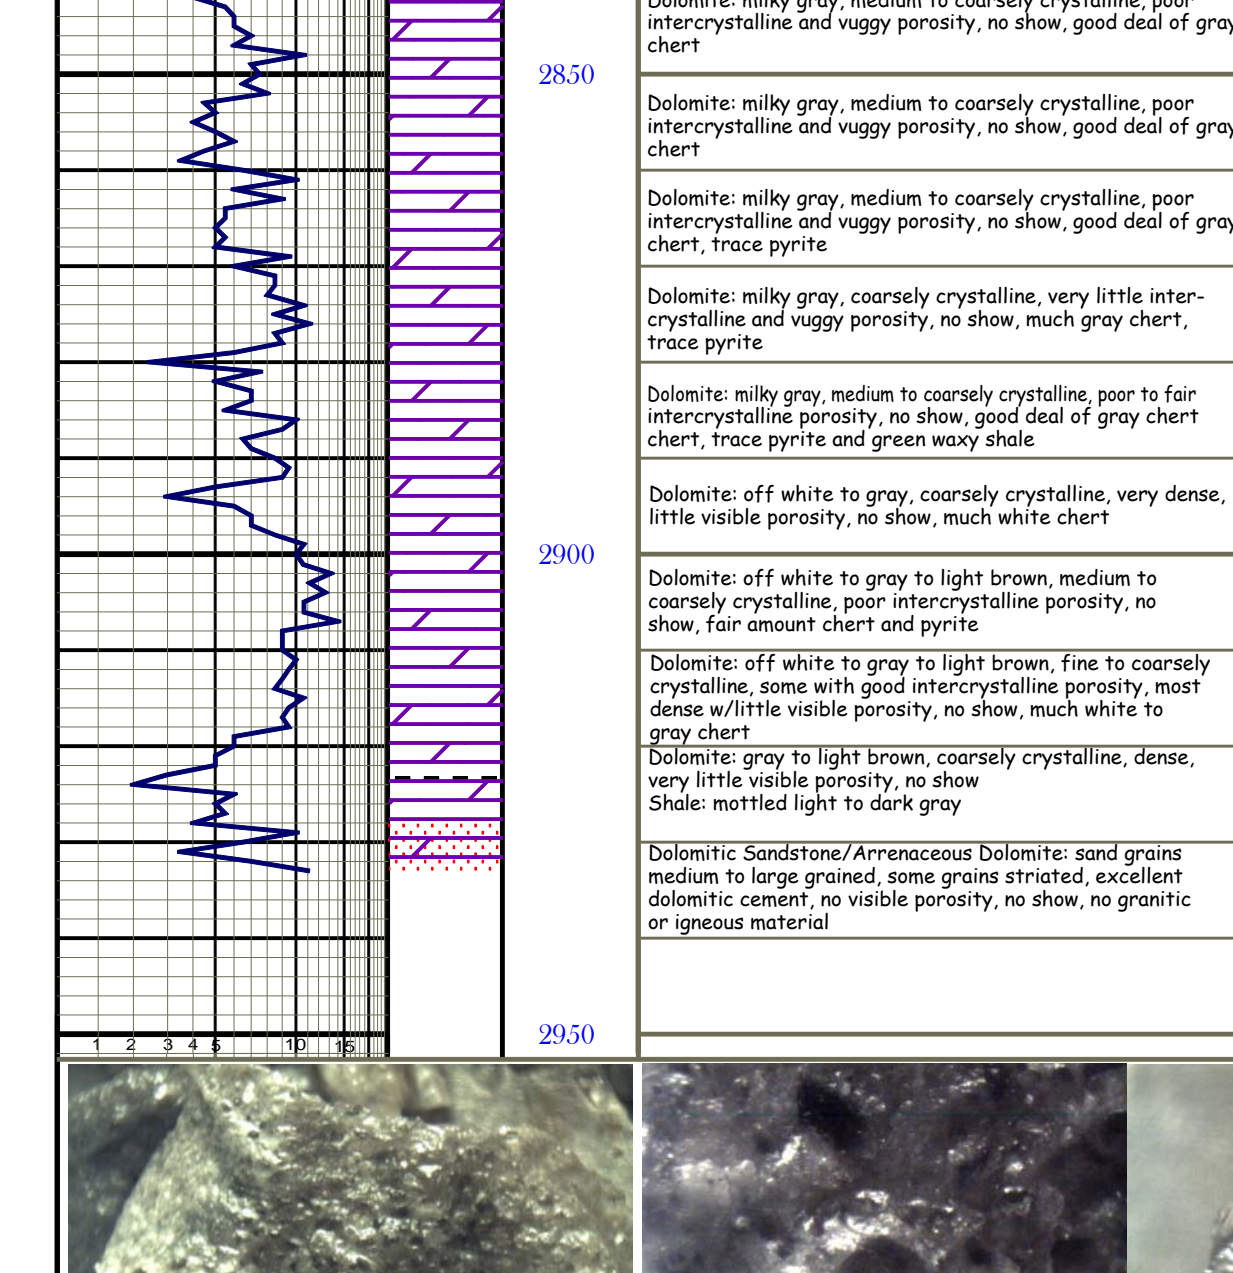 Dolomite: milky gray, medium to coarsely crystalline, poor
intercrystalline and vuggy porosity, no show, good deal of gray
chert
2850
Dolomite: milky gray, medium to coarsely crystalline, poor
intercrystalline and vuggy porosity, no show, good deal of gray
chert
Dolomite: milky gray, medium to coarsely crystalline, poor
intercrystalline and vuggy porosity, no show, good deal of gray
chert, trace pyrite
Dolomite: milky gray, coarsely crystalline, very little inter-
crystalline and vuggy porosity, no show, much gray chert,
trace pyrite
Dolomite: milky gray, medium to coarsely crystalline, poor to fair
intercrystalline porosity, no show, good deal of gray chert
chert, trace pyrite and green waxy shale
Dolomite: off white to gray, coarsely crystalline, very dense,
little visible porosity, no show, much white chert
2900
Dolomite: off white to gray to light brown, medium to
coarsely crystalline, poor intercrystalline porosity, no
show, fair amount chert and pyrite
Dolomite: off white to gray to light brown, fine to coarsely
crystalline, some with good intercrystalline porosity, most
dense w/little visible porosity, no show, much white to
gray chert
Dolomite: gray to light brown, coarsely crystalline, dense,
very little visible porosity, no show
Shale: mottled light to dark gray
Dolomitic Sandstone/Arrenaceous Dolomite: sand grains
medium to large grained, some grains striated, excellent
dolomitic cement, no visible porosity, no show, no granitic
or igneous material
2950
1 2 3 4 5 10 15